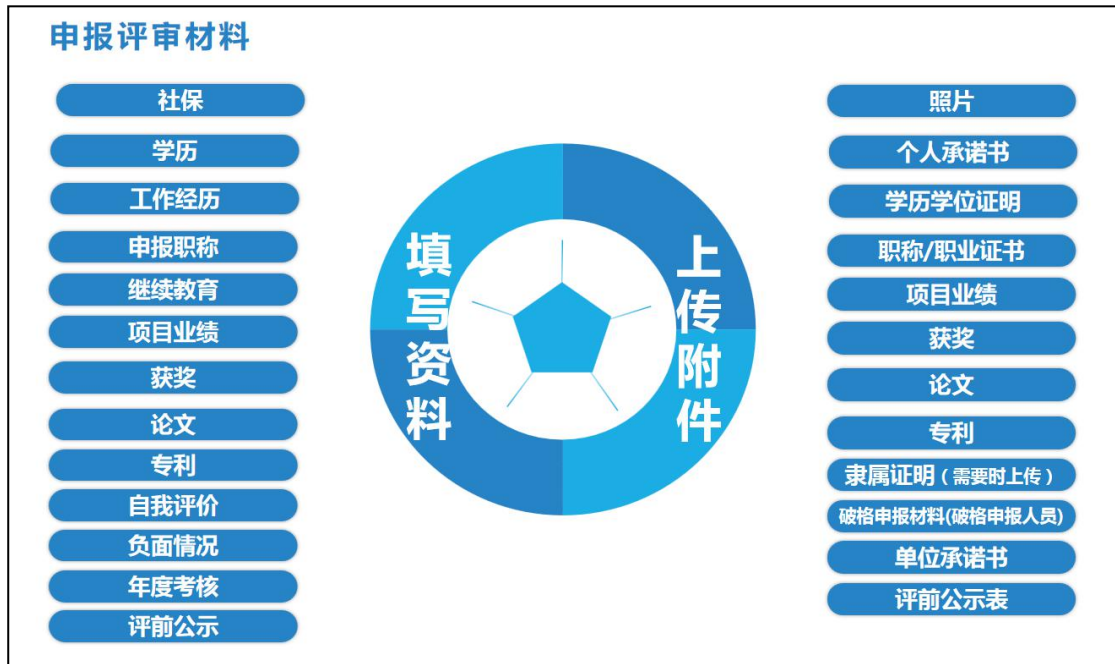 申报评审材料
社保
学历
工作经历
申报职称
继续教育
项目业绩
获奖
论文
专利
自我评价
负面情况
年度考核
评前公示
填写资料
上传附件
照片
个人承诺书
学历学位证明
职称/职业证书
项目业绩
获奖
论文
专利
隶属证明（需要时上传）
破格申报材料(破格申报人员)
单位承诺书
评前公示表